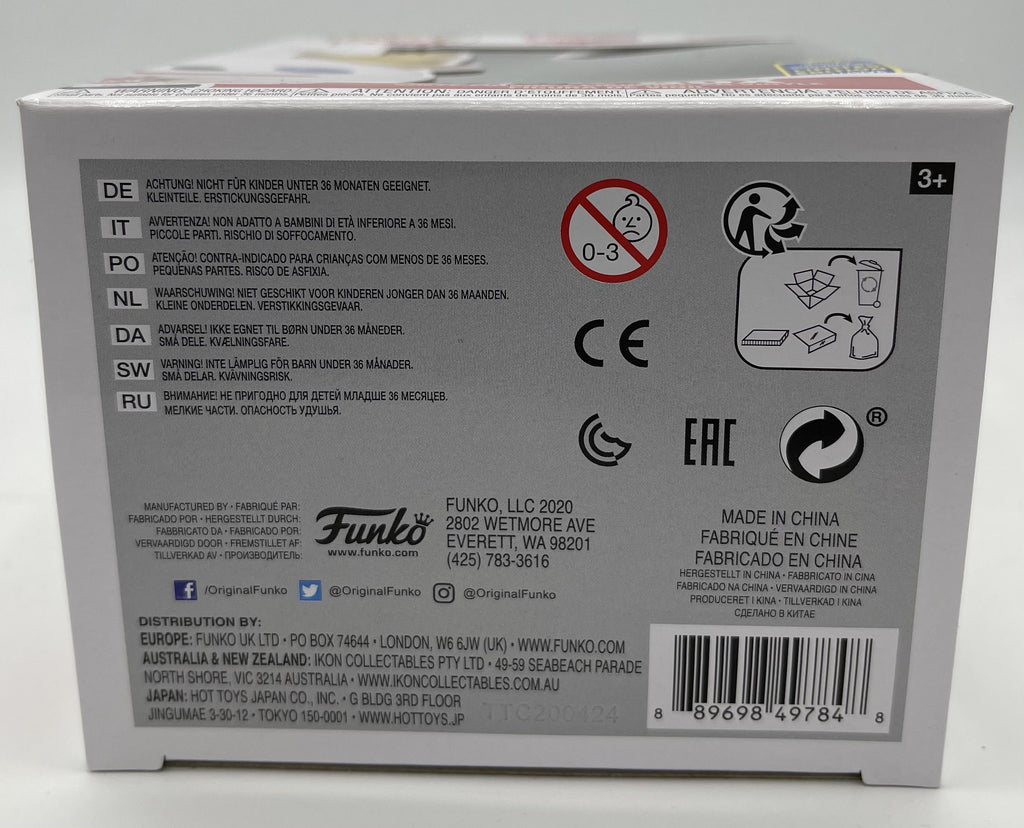 WARNING: CHOKING HAZARD ATTENTION: DANGER D'ÉTOUFFEMENT ADVERTENCIA: PELIGRO DE ASFIXIA
3+
DE ACHTUNG! NICHT FÜR KINDER UNTER 36 MONATEN GEEIGNET.
KLEINTEILE. ERSTICKUNGSGEFAHR.
IT AVVERTENZA! NON ADATTO A BAMBINI DI ETÀ INFERIORE A 36 MESI.
PICCOLE PARTI. RISCHIO DI SOFFOCAMENTO.
PO ATENÇÃO! CONTRA-INDICADO PARA CRIANÇAS COM MENOS DE 36 MESES.
PEQUENAS PARTES. RISCO DE ASFIXIA.
NL WAARSCHUWING! NIET GESCHIKT VOOR KINDEREN JONGER DAN 36 MAANDEN.
KLEINE ONDERDELEN. VERSTIKKINGSGEVAAR.
DA ADVARSEL! IKKE EGNET TIL BØRN UNDER 36 MÅNEDER.
SMÅ DELE. KVÆLNINGSFARE.
SW VARNING! INTE LÄMPLIG FÖR BARN UNDER 36 MÅNADER.
SMÅ DELAR. KVÄVNINGSRISK.
RU ВНИМАНИЕ! НЕ ПРИГОДНО ДЛЯ ДЕТЕЙ МЛАДШЕ 36 МЕСЯЦЕВ.
МЕЛКИЕ ЧАСТИ. ОПАСНОСТЬ УДУШЬЯ.
0-3
CE
EAC
®
MANUFACTURED BY • FABRIQUÉ PAR:
FABRICADO POR • HERGESTELLT DURCH:
FABBRICATO DA • FABRICADO POR:
VERVAARDIGD DOOR • FREMSTILLET AF:
TILLVERKAD AV • ПРОИЗВОДИТЕЛЬ:
Funko
www.funko.com
FUNKO, LLC 2020
2802 WETMORE AVE
EVERETT, WA 98201
(425) 783-3616
/OriginalFunko @OriginalFunko @OriginalFunko
MADE IN CHINA
FABRIQUÉ EN CHINE
FABRICADO EN CHINA
HERGESTELLT IN CHINA • FABBRICATO IN CINA
FABRICADO NA CHINA • VERVAARDIGD IN CHINA
PRODUCERET I KINA • TILLVERKAD I KINA
СДЕЛАНО В КИТАЕ
DISTRIBUTION BY:
EUROPE: FUNKO UK LTD • PO BOX 74644 • LONDON, W6 6JW (UK) • WWW.FUNKO.COM
AUSTRALIA & NEW ZEALAND: IKON COLLECTABLES PTY LTD • 49-59 SEABEACH PARADE
NORTH SHORE, VIC 3214 AUSTRALIA • WWW.IKONCOLLECTABLES.COM.AU
JAPAN: HOT TOYS JAPAN CO., INC. • G BLDG 3RD FLOOR
JINGUMAE 3-30-12 • TOKYO 150-0001 • WWW.HOTTOYS.JP
TTC200424
8 89698 49784 8